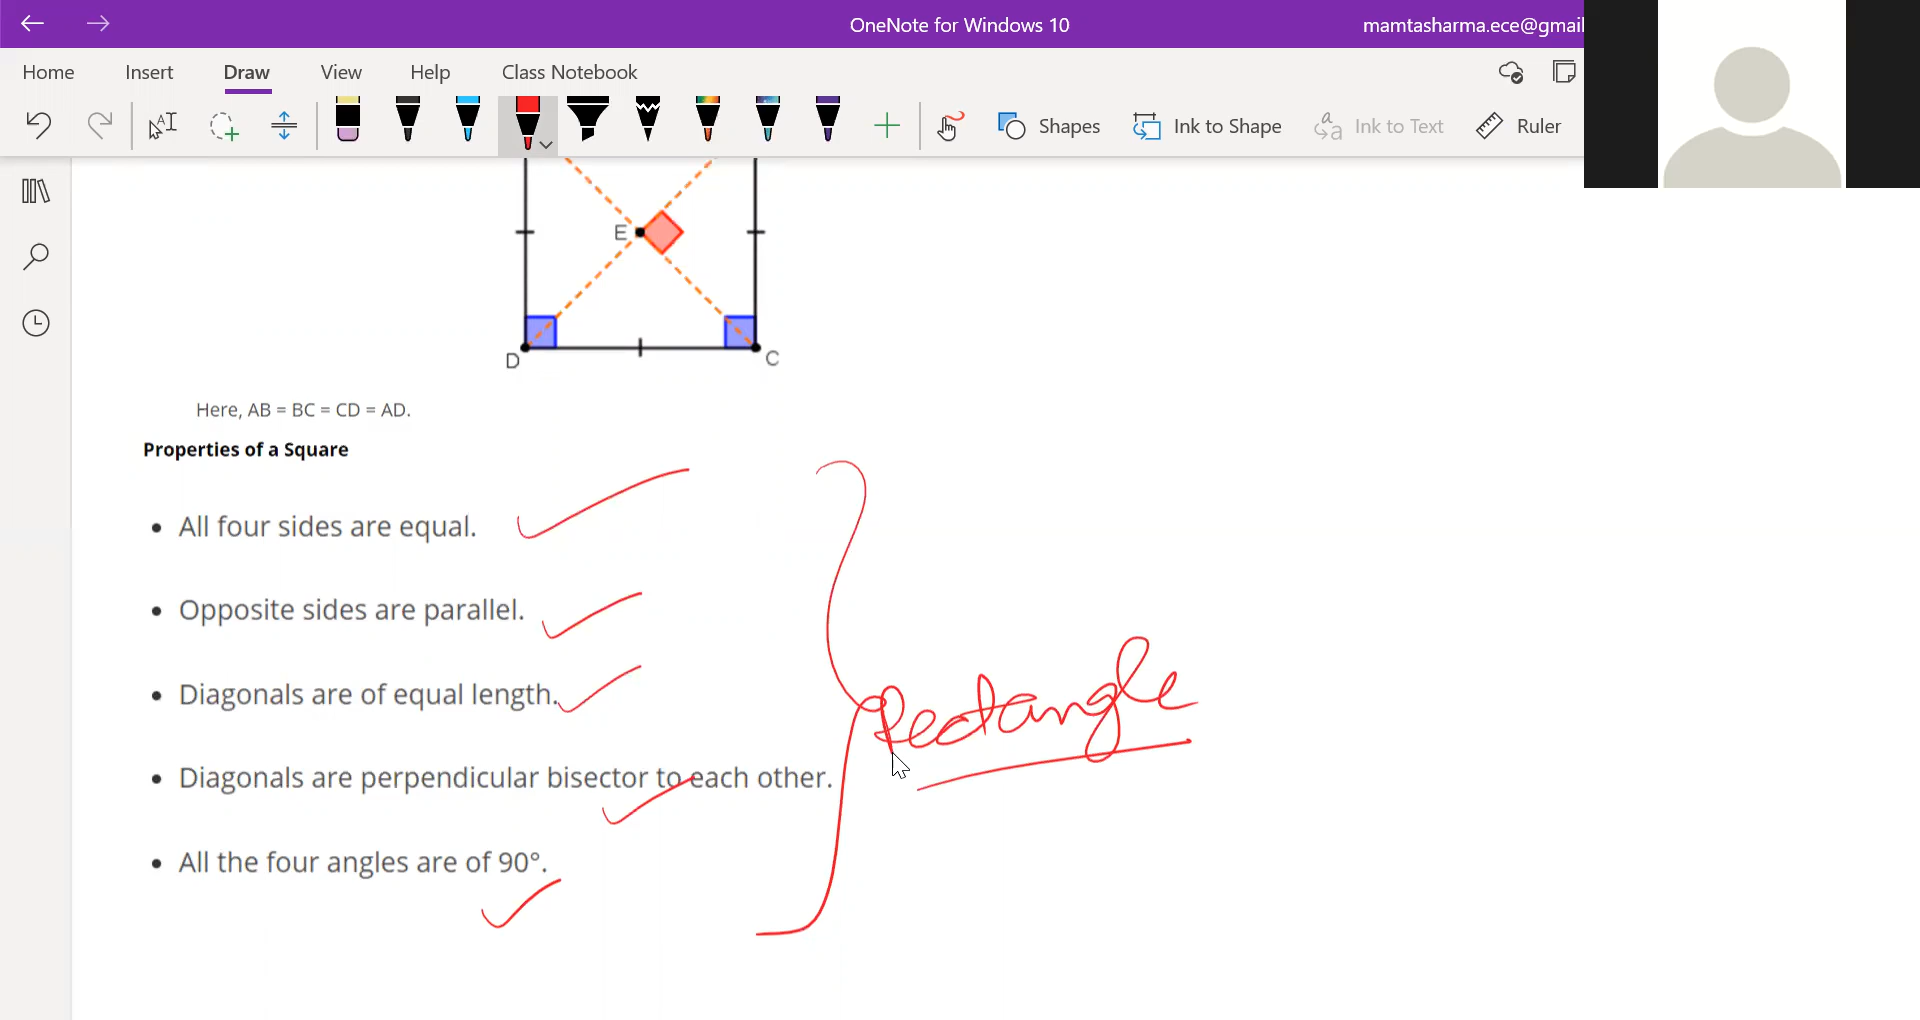 OneNote for Windows 10
mamtasharma.ece@gmail
Home Insert Draw View Help Class Notebook
Shapes Ink to Shape Ink to Text Ruler
E
D
C
Here, AB = BC = CD = AD.
Properties of a Square
• All four sides are equal.
• Opposite sides are parallel.
• Diagonals are of equal length.
Rectangle
• Diagonals are perpendicular bisector to each other.
• All the four angles are of 90°.